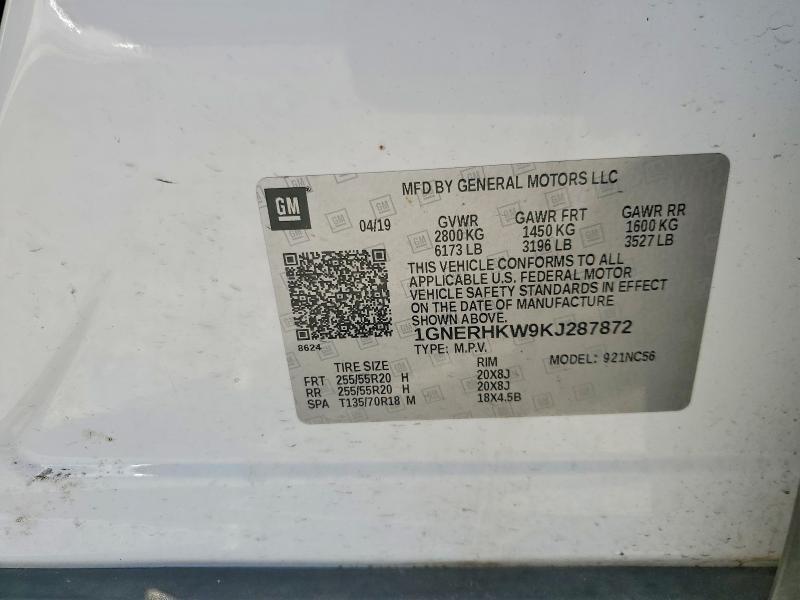 GM
MFD BY GENERAL MOTORS LLC
04/19 GVWR GAWR FRT GAWR RR
2800 KG 1450 KG 1600 KG
6173 LB 3196 LB 3527 LB
THIS VEHICLE CONFORMS TO ALL
APPLICABLE U.S. FEDERAL MOTOR
VEHICLE SAFETY STANDARDS IN EFFECT
ON THE DATE OF MANUFACTURE
SHOWN ABOVE.
1GNERHKW9KJ287872
8624
TYPE: M.P.V. MODEL: 921NC56
TIRE SIZE RIM
FRT 255/55R20 H 20X8J
RR 255/55R20 H 20X8J
SPA T135/70R18 M 18X4.5B